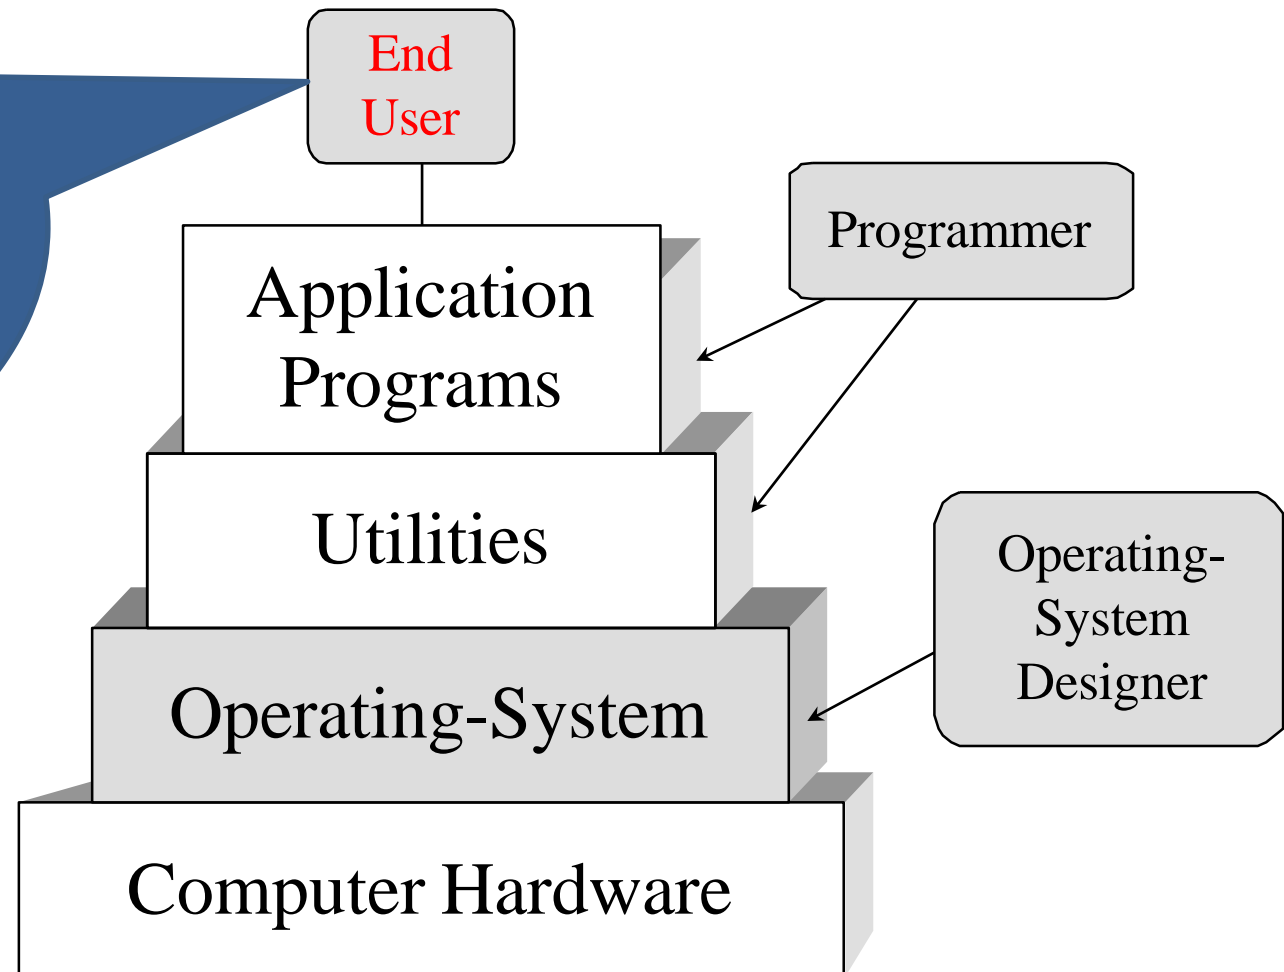 End
User
Programmer
Application
Programs
Utilities
Operating-
System
Designer
Operating-System
Computer Hardware